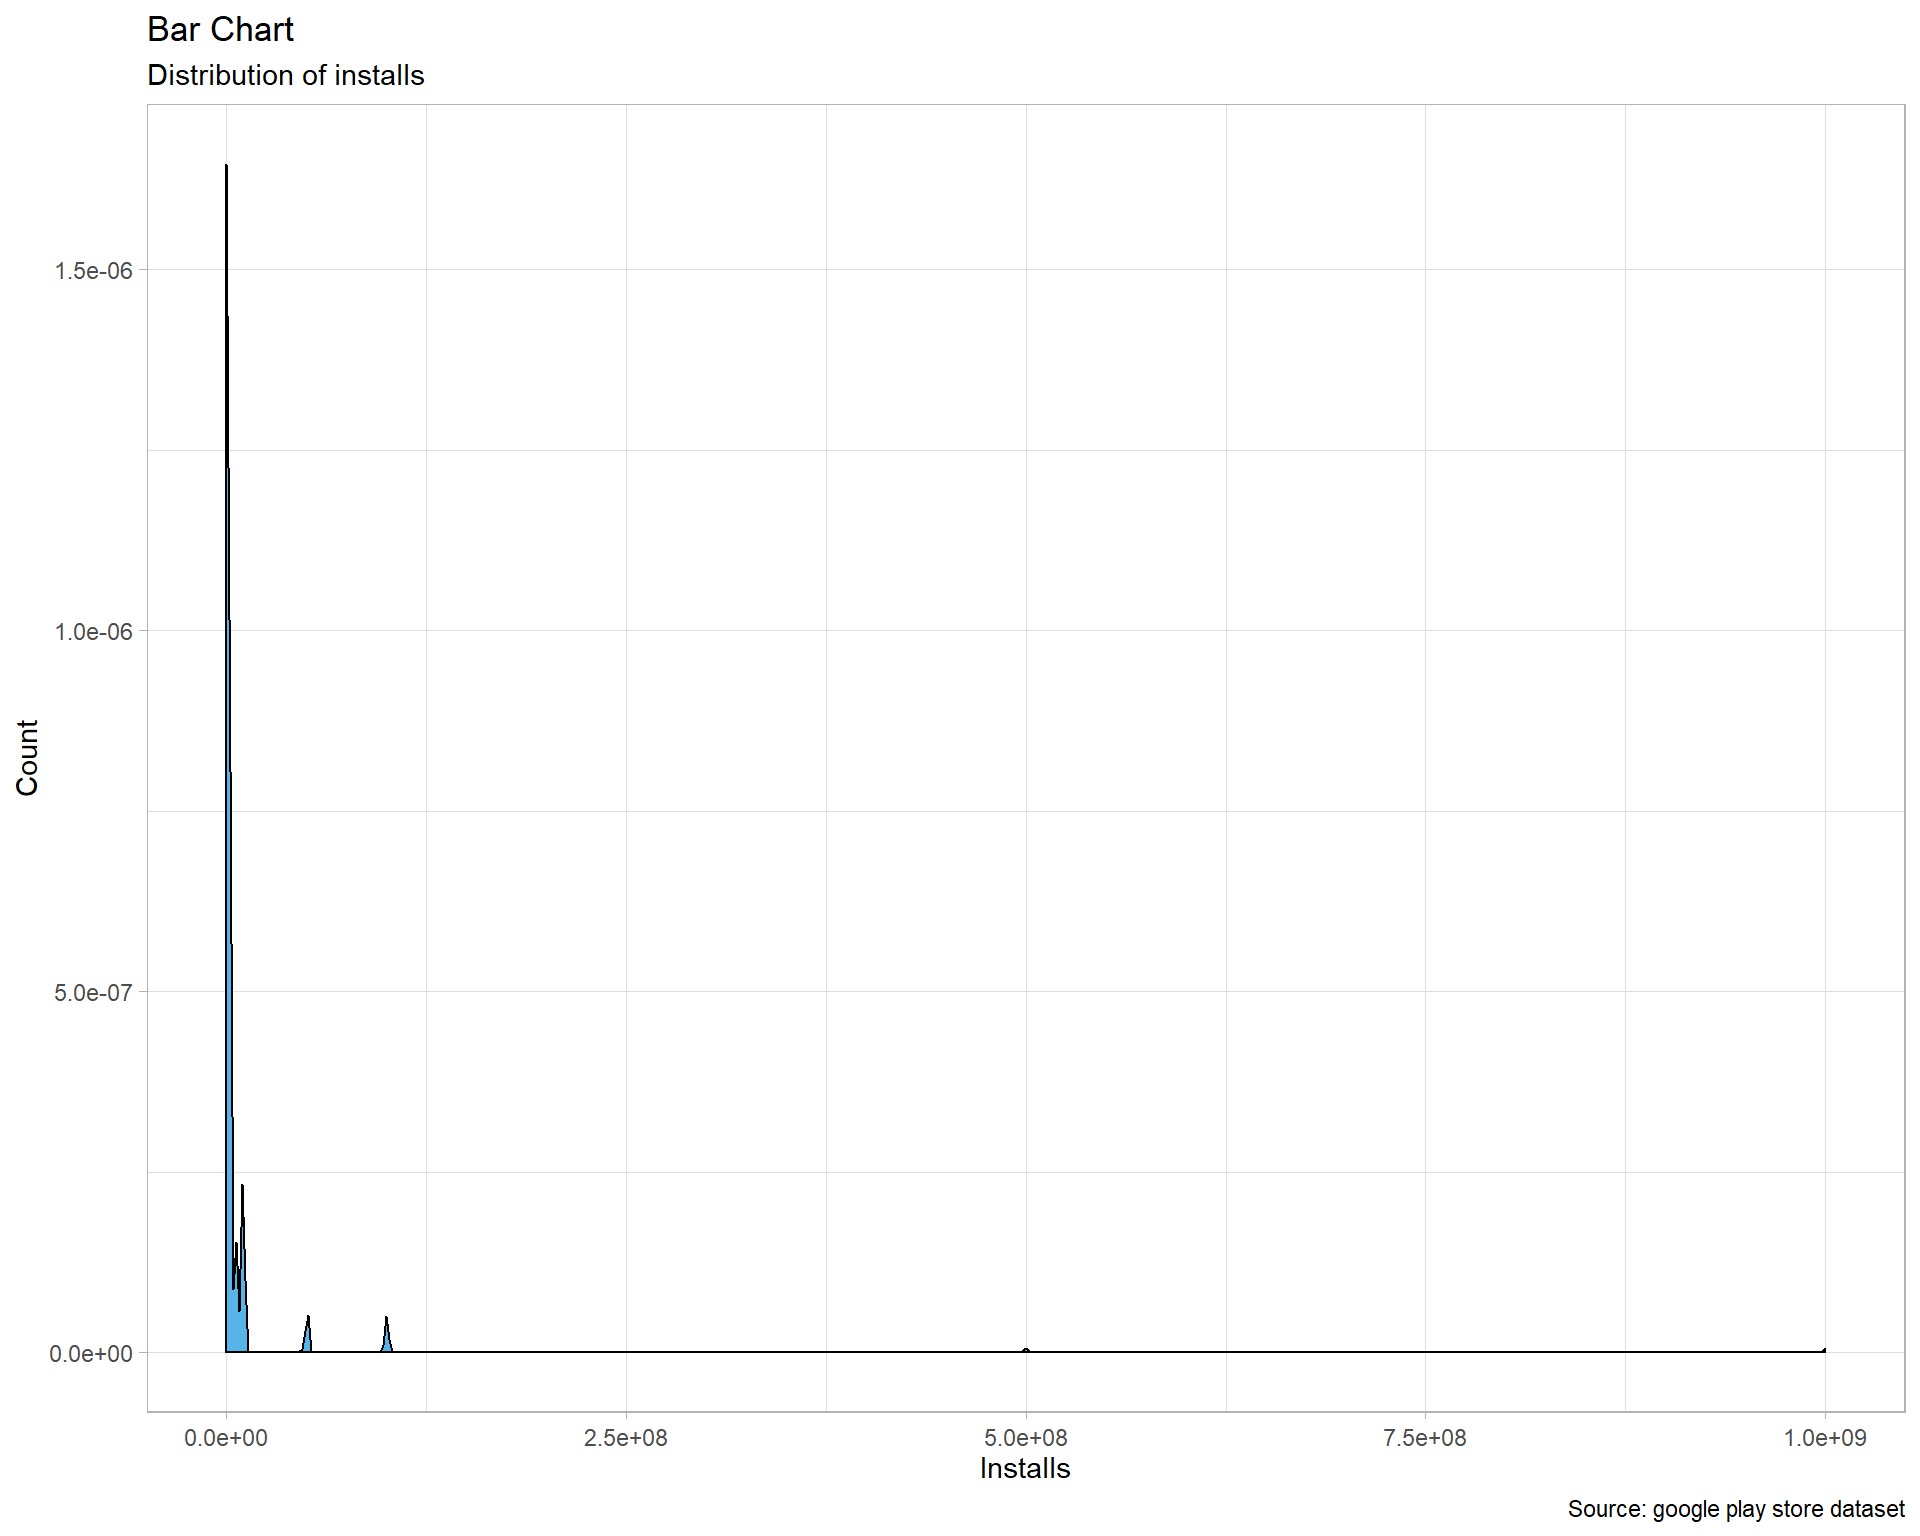 Bar Chart
Distribution of installs
1.5e-06
1.0e-06
5.0e-07
0.0e+00
Count
0.0e+00 2.5e+08 5.0e+08 7.5e+08 1.0e+09
Installs
Source: google play store dataset